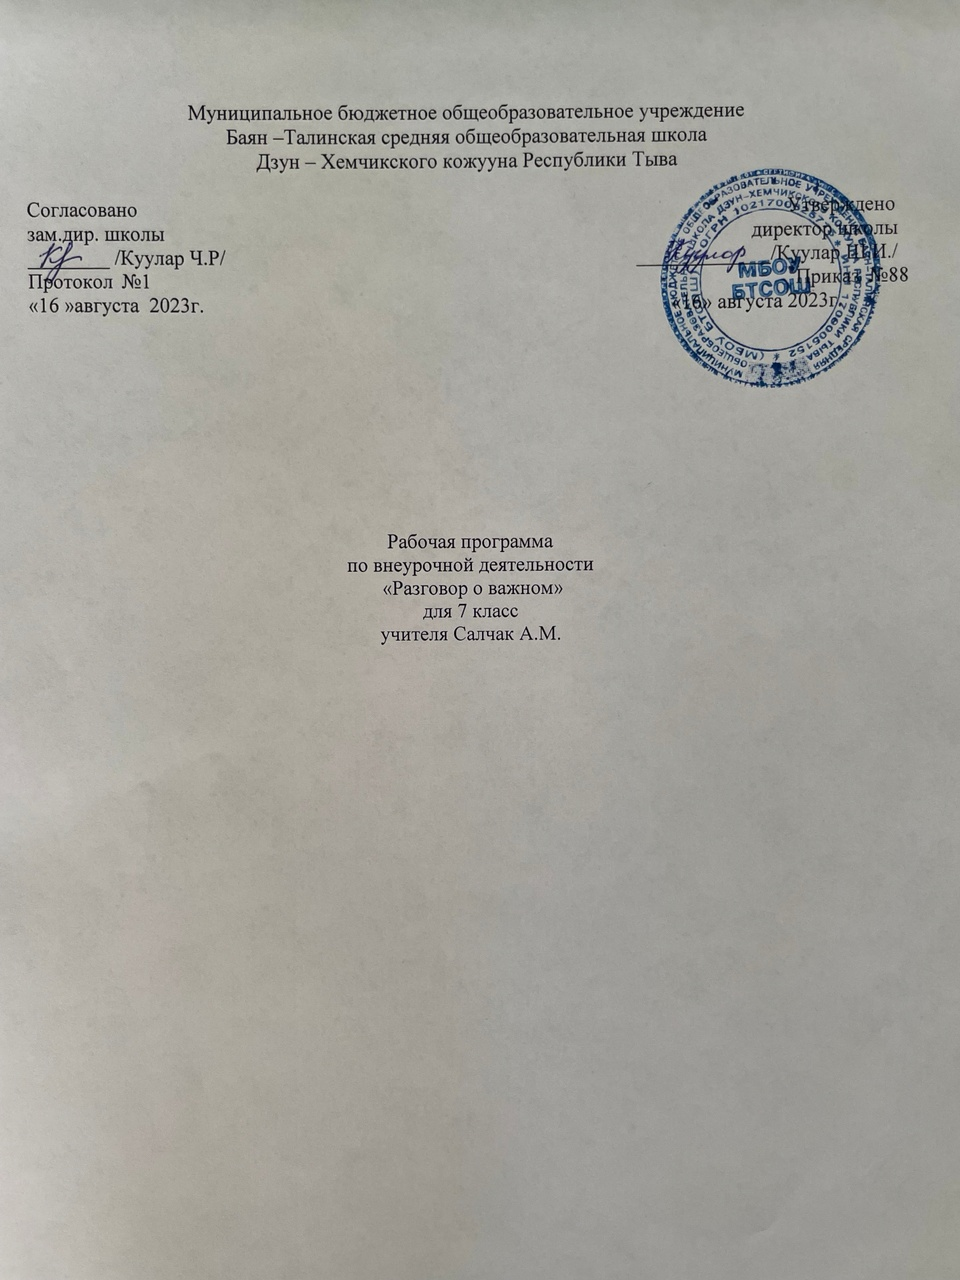 Муниципальное бюджетное общеобразовательное учреждение
Баян –Талинская средняя общеобразовательная школа
Дзун – Хемчикского кожууна Республики Тыва
Согласовано
зам.дир. школы
/Куулар Ч.Р/
Протокол №1
«16 »августа 2023г.
Утверждено
директор школы
/Куулар
Приказ №88
«16» августа 2023г.
МБОУ
БТСОШ
Рабочая программа
по внеурочной деятельности
«Разговор о важном»
для 7 класс
учителя Салчак А.М.